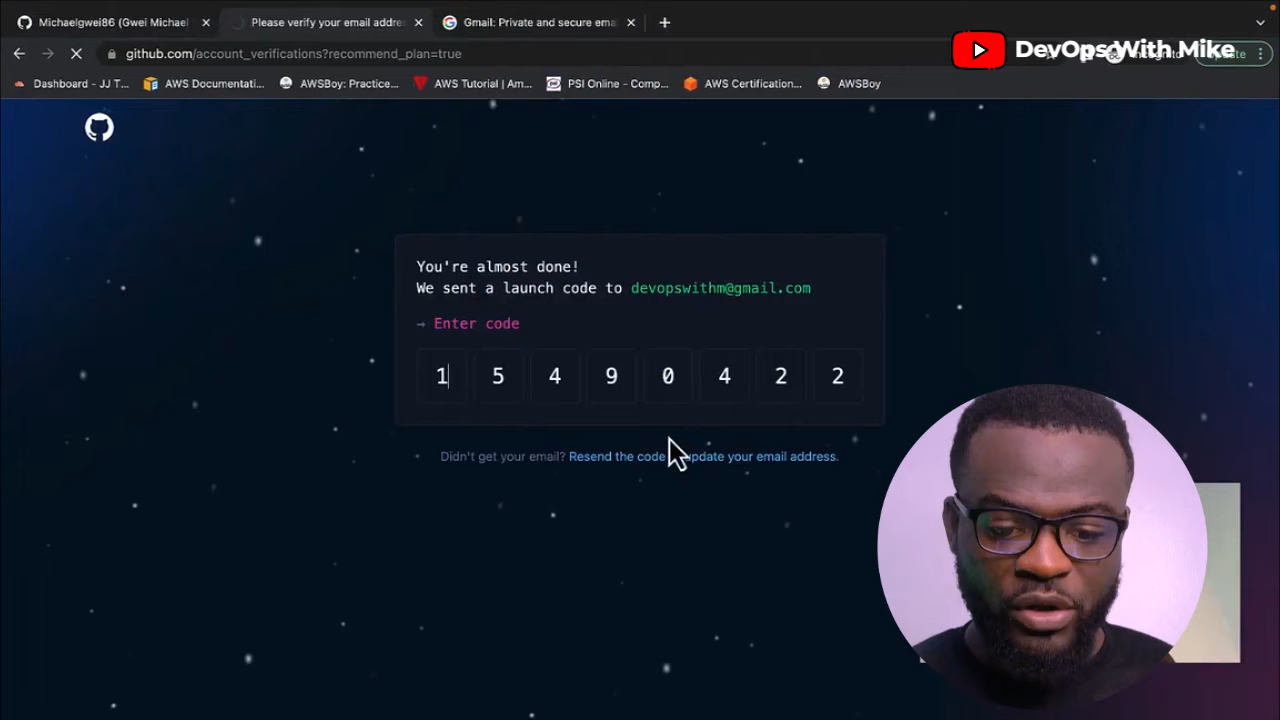 Michaelgwei86 (Gwei Michael
Please verify your email addre
Gmail: Private and secure ema
github.com/account_verifications?recommend_plan=true
DevOps With Mike
Dashboard - JJ T...
AWS Documentati...
AWSBoy: Practice...
AWS Tutorial | Am...
PSI Online - Comp...
AWS Certification...
AWSBoy
You're almost done!
We sent a launch code to devopswithm@gmail.com
→ Enter code
1 5 4 9 0 4 2 2
Didn't get your email? Resend the code update your email address.